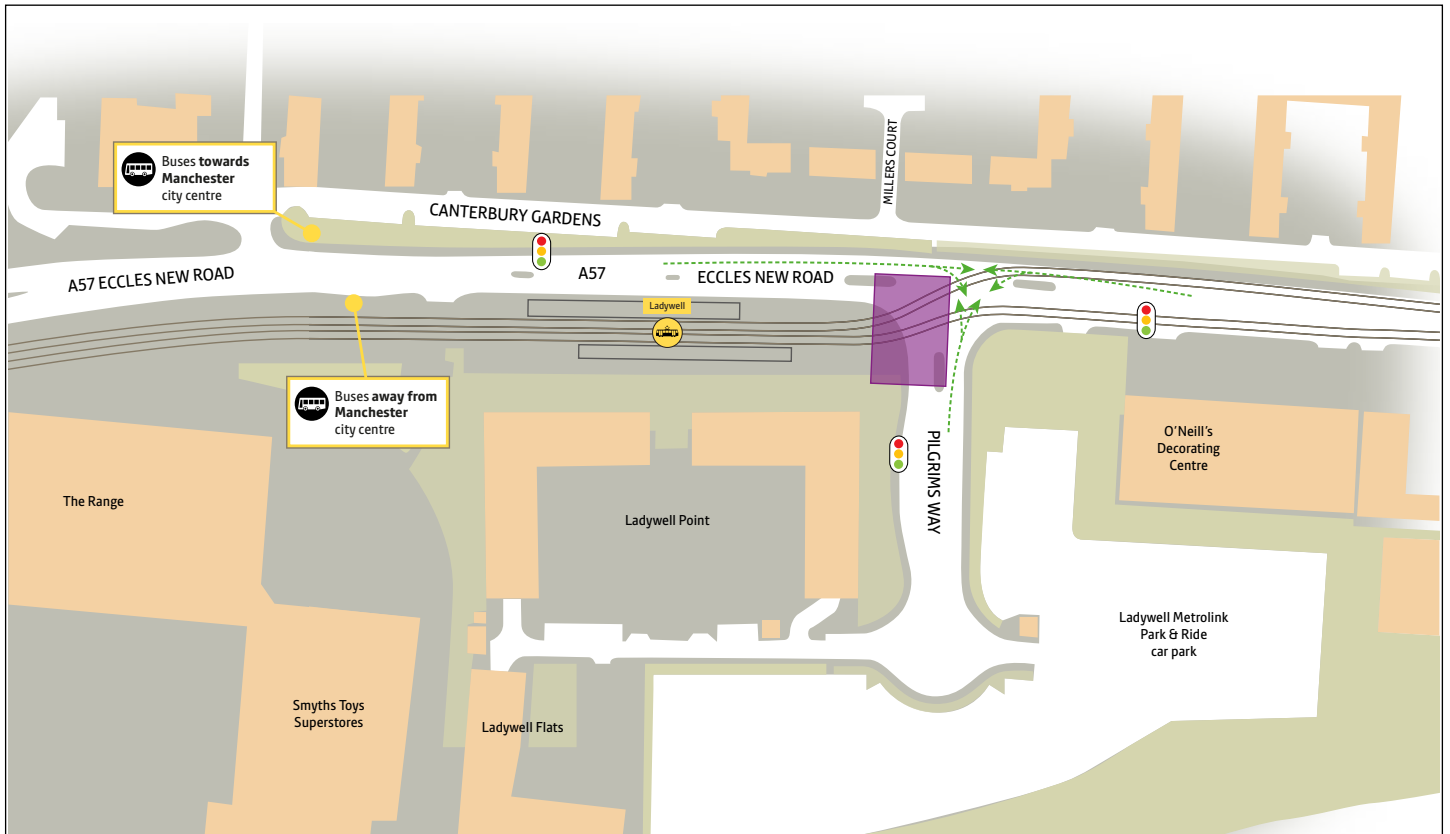 MILLERS COURT
Buses towards
Manchester
city centre
CANTERBURY GARDENS
A57 ECCLES NEW ROAD
A57
ECCLES NEW ROAD
Ladywell
Buses away from
Manchester
city centre
PILGRIMS WAY
O'Neill's
Decorating
Centre
The Range
Ladywell Point
Ladywell Metrolink
Park & Ride
car park
Smyths Toys
Superstores
Ladywell Flats